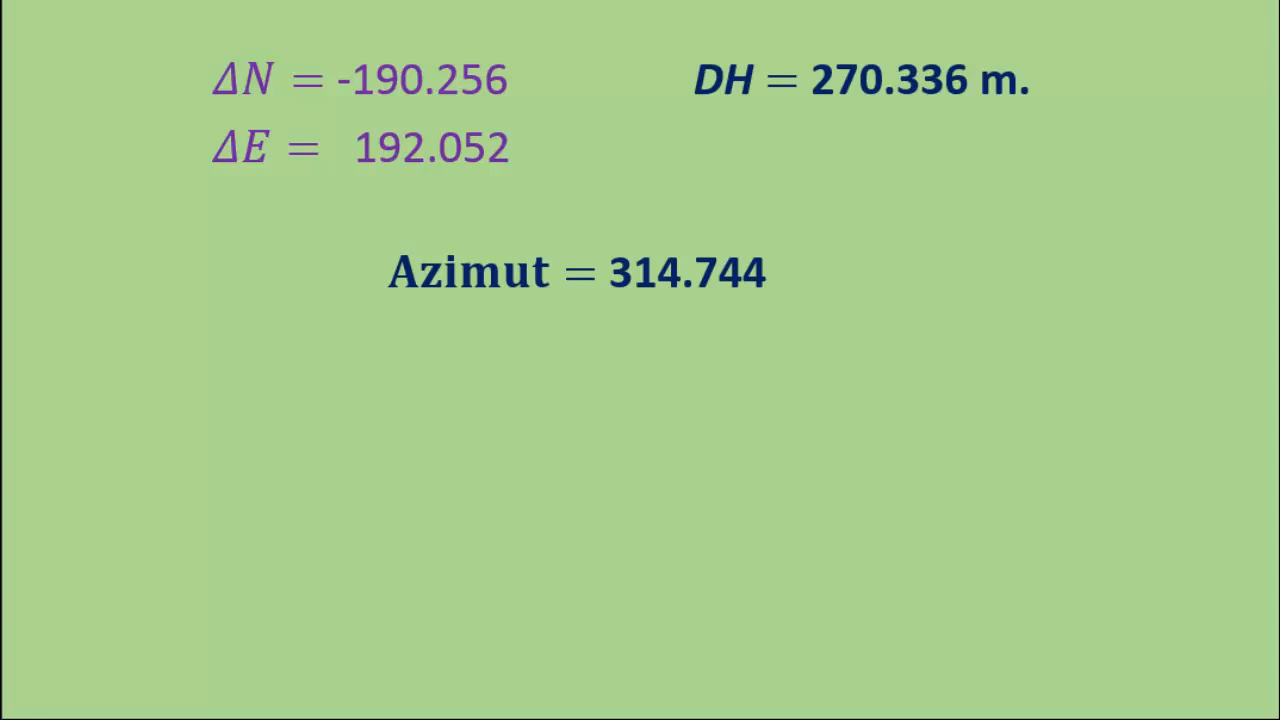 ΔN = -190.256 DH = 270.336 m.
ΔE = 192.052
Azimut = 314.744